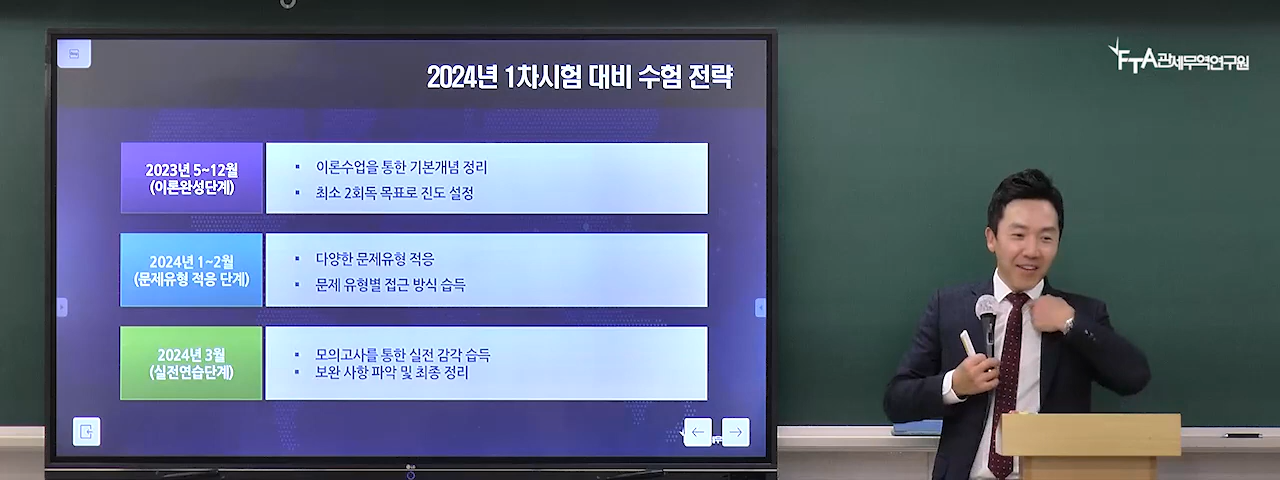 2024년 1차시험 대비 수험 전략
FTA관세무역연구원
2023년 5~12월
(이론완성단계)
▪ 이론수업을 통한 기본개념 정리
▪ 최소 2회독 목표로 진도 설정
2024년 1~2월
(문제유형 적응 단계)
▪ 다양한 문제유형 적응
▪ 문제 유형별 접근 방식 습득
2024년 3월
(실전연습단계)
▪ 모의고사를 통한 실전 감각 습득
▪ 보완 사항 파악 및 최종 정리
LG